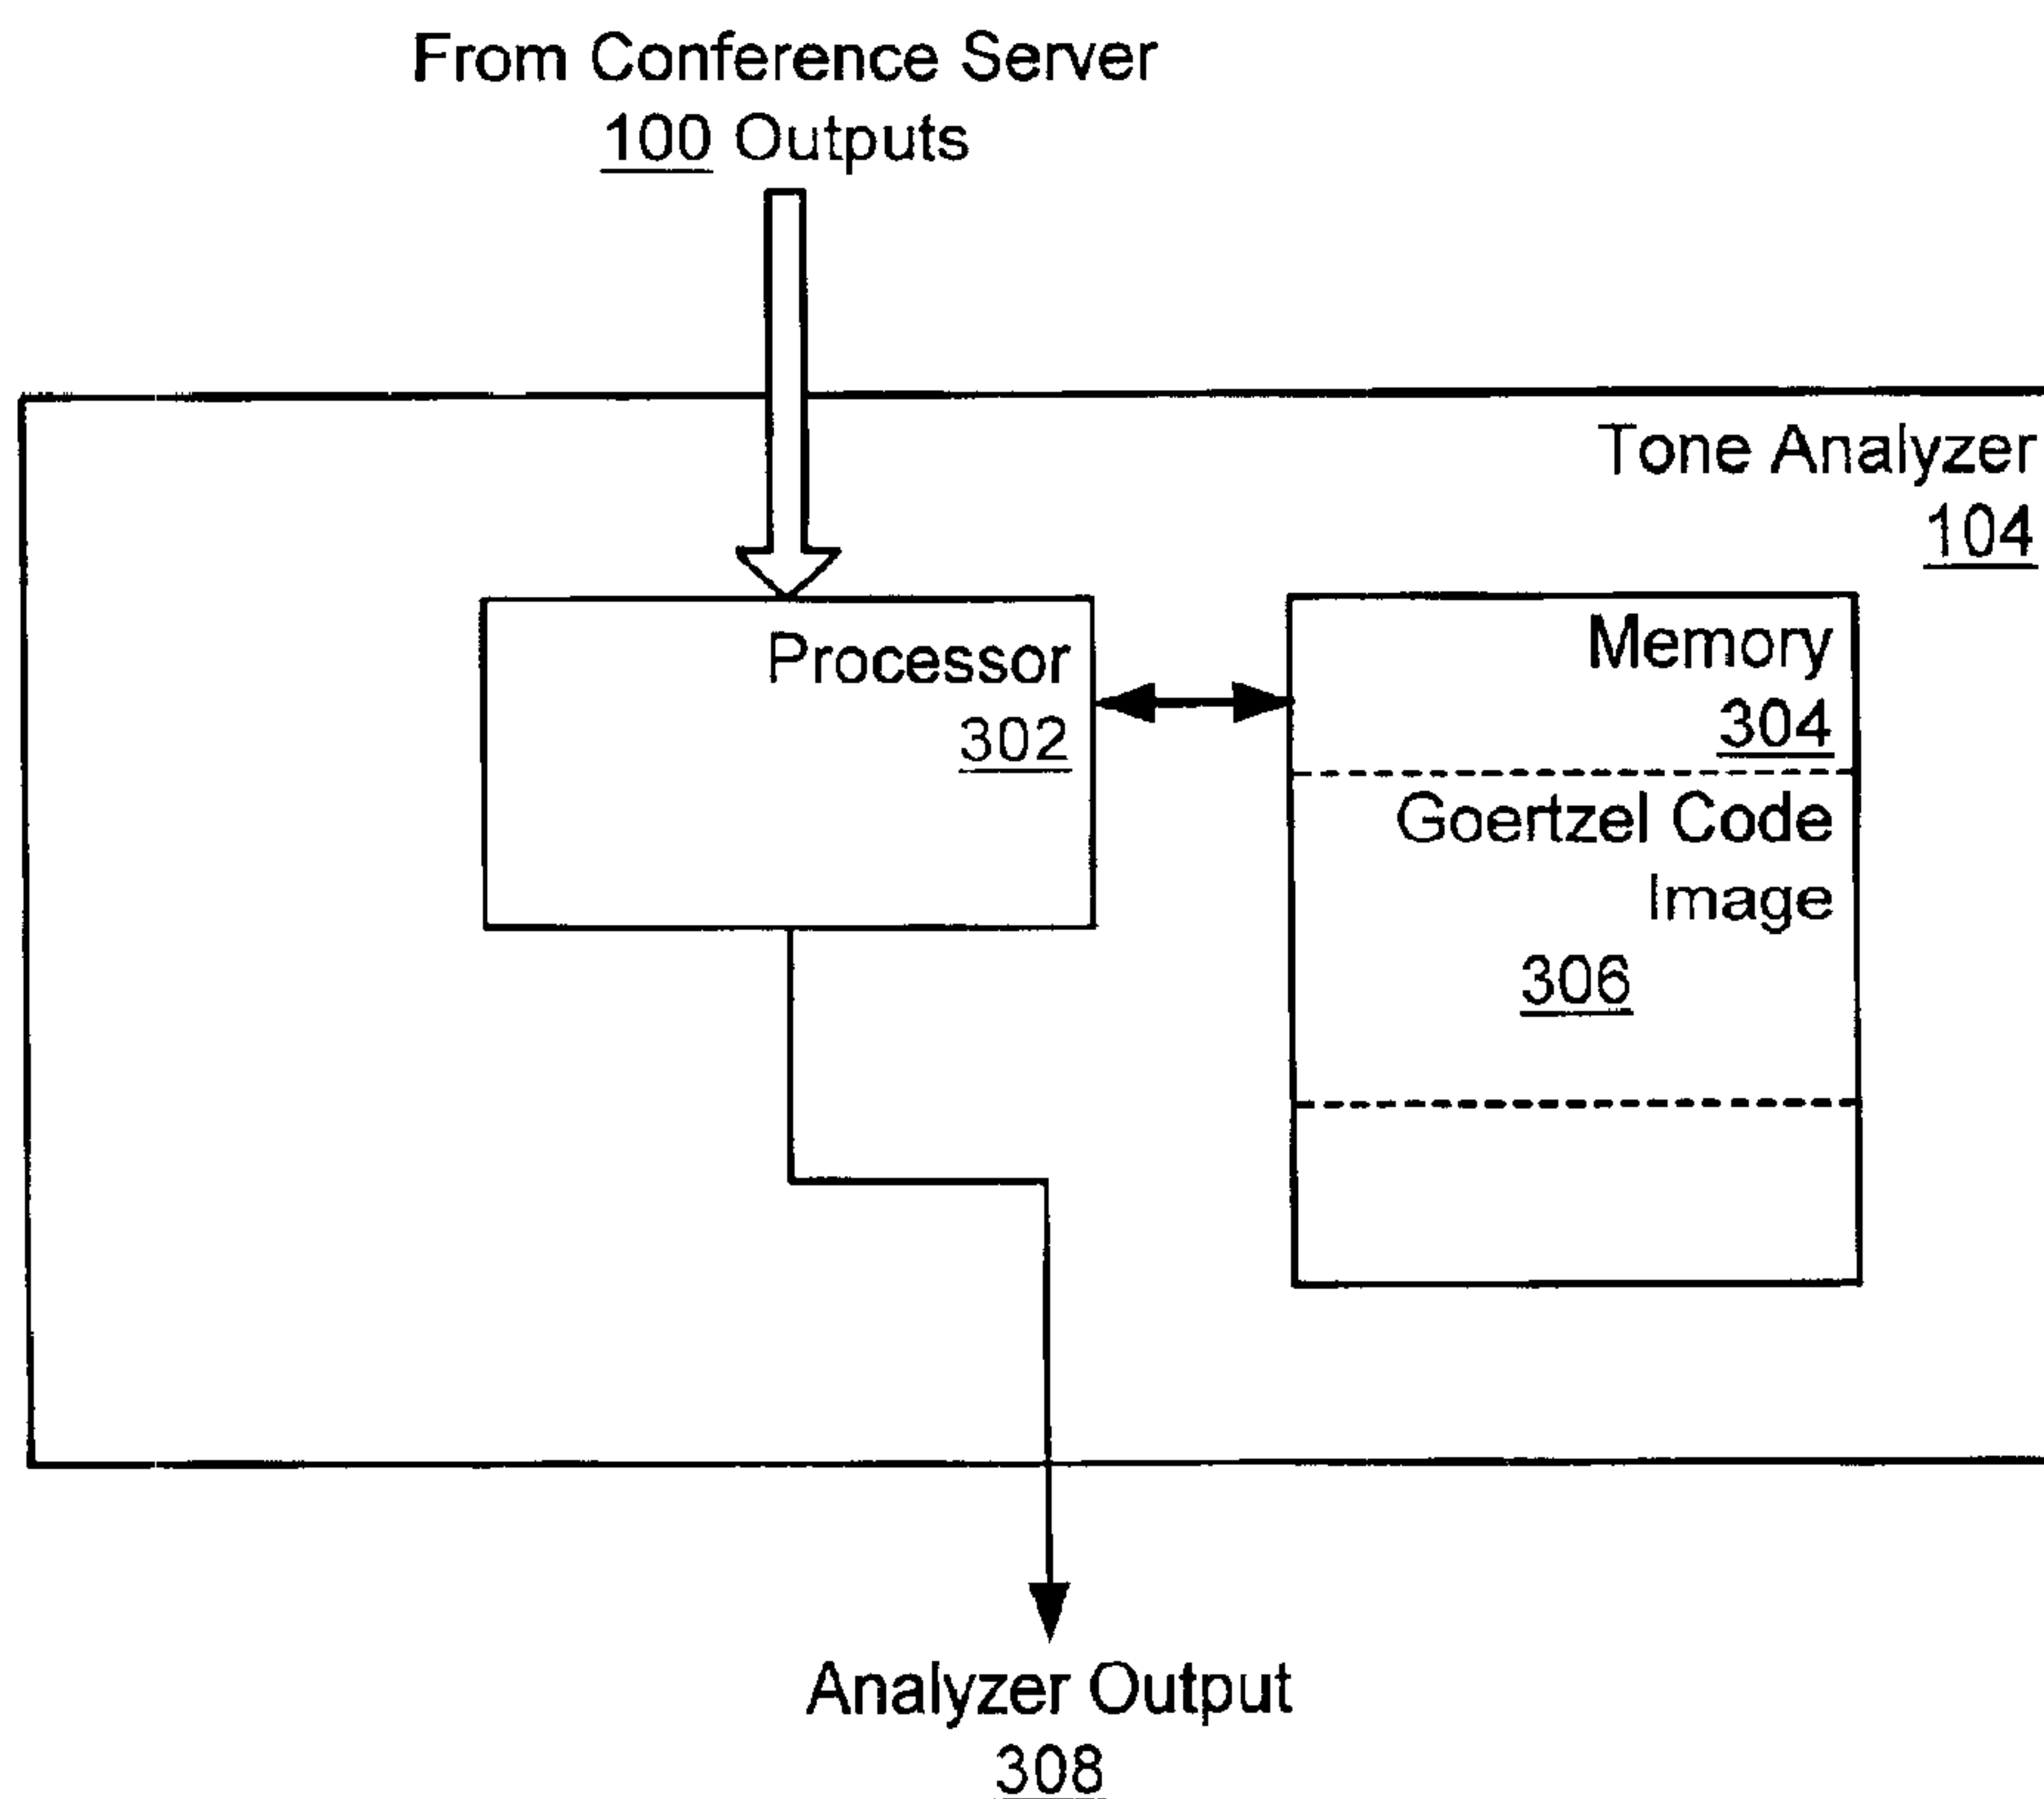 From Conference Server
100 Outputs
Tone Analyzer
104
Processor
302
Memory
304
Goertzel Code
Image
306
Analyzer Output
308